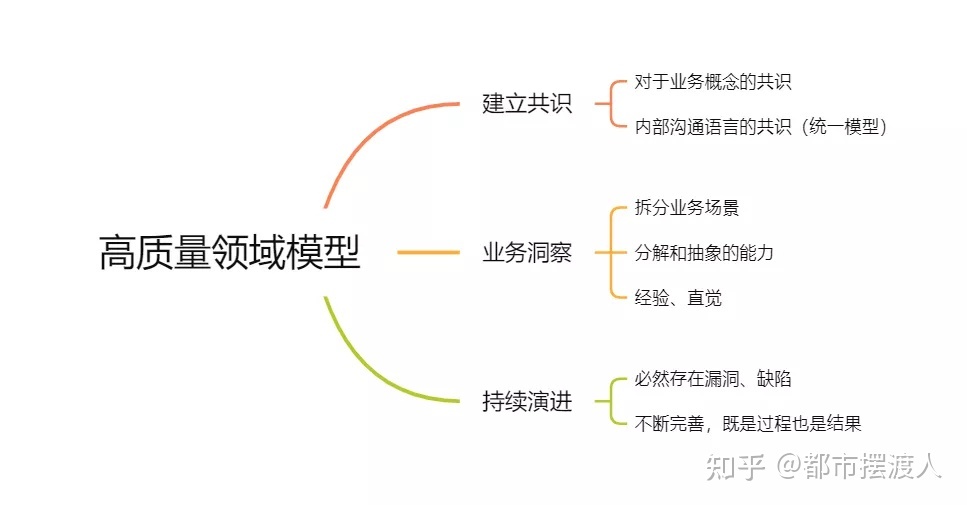 高质量领域模型
建立共识
对于业务概念的共识
内部沟通语言的共识（统一模型）
业务洞察
拆分业务场景
分解和抽象的能力
经验、直觉
持续演进
必然存在漏洞、缺陷
不断完善，既是过程也是结果
知乎 @都市摆渡人